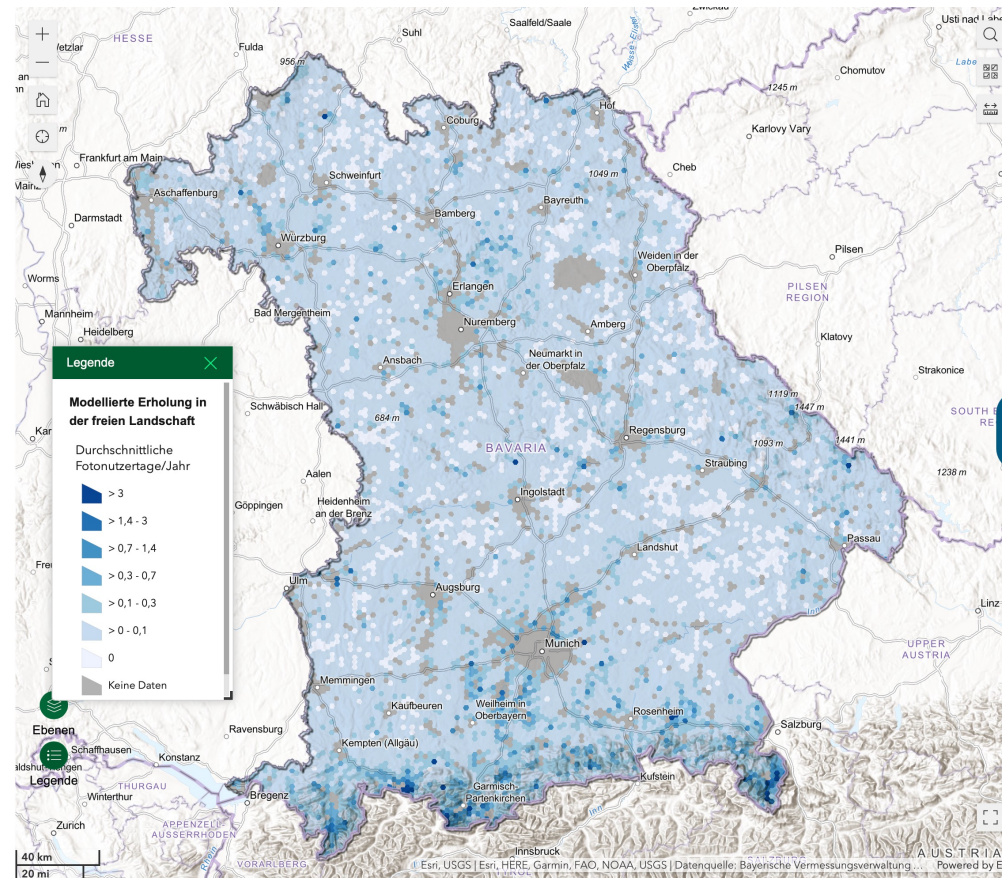 Zwickau
Saalfeld/Saale
Suhl
HESSE
Fulda
956 m
Weisse-Elster
Labe
Chomutov
1245 m
Hof
Coburg
Karlovy Vary
Frankfurt am Main
Cheb
Schweinfurt
1049 m
Aschaffenburg
Bayreuth
Bamberg
Darmstadt
Würzburg
Pilsen
Weiden in der
Oberpfalz
Worms
Erlangen
PILSEN
REGION
Bad Mergentheim
Mannheim
Nuremberg
Amberg
Heidelberg
Klatovy
Legende
Neumarkt in
der Oberpfalz
Ansbach
Strakonice
Modellierte Erholung in
der freien Landschaft
1119 m
1447 m
Schwäbisch Hall
684 m
Durchschnittliche
Fotonutzertage/Jahr
Regensburg
1441 m
1093 m
BAVARIA
Straubing
1238 m
Aalen
> 3
Ingolstadt
Göppingen
Heidenheim
an der Brenz
> 1,4 - 3
> 0,7 - 1,4
Passau
Landshut
> 0,3 - 0,7
Ulm
Augsburg
> 0,1 - 0,3
Linz
Inn
> 0 - 0,1
Munich
UPPER
AUSTRIA
0
Keine Daten
Memmingen
Kaufbeuren
Weilheim in
Oberbayern
Rosenheim
Salzburg
Ebenen
Ravensburg
Kempten (Allgäu)
Schaffhausen
Konstanz
Kufstein
Legende
THURGAU
Garmisch-
Partenkirchen
Winterthur
Bregenz
Inn
Zurich
APPENZELL
AUSSERRHODEN
Rhein
Innsbruck
VORARLBERG
AUSTRIA
40 km
20 mi
Esri, USGS | Esri, HERE, Garmin, FAO, NOAA, USGS | Datenquelle: Bayerische Vermessungsverwaltung...
Powered by E